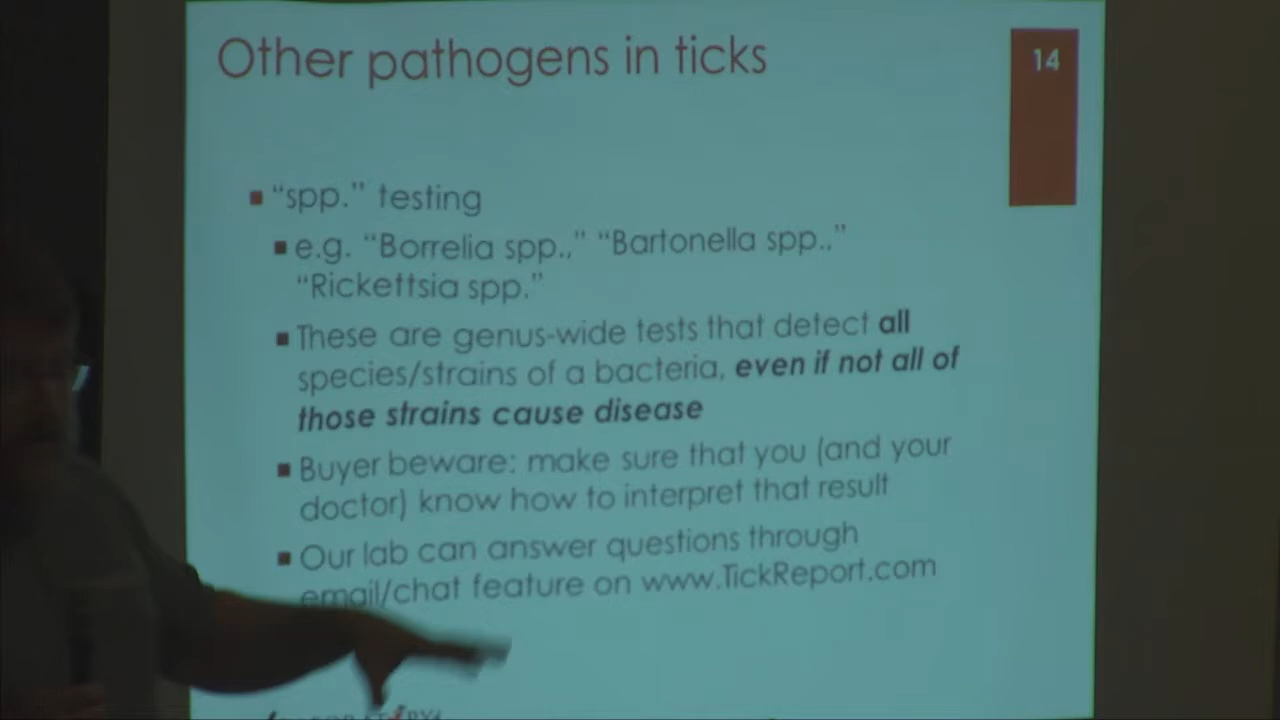 Other pathogens in ticks
14
"spp." testing
e.g. "Borrelia spp.," "Bartonella spp.,"
"Rickettsia spp."
These are genus-wide tests that detect all
species/strains of a bacteria, even if not all of
those strains cause disease
Buyer beware: make sure that you (and your
doctor) know how to interpret that result
Our lab can answer questions through
email/chat feature on www.TickReport.com